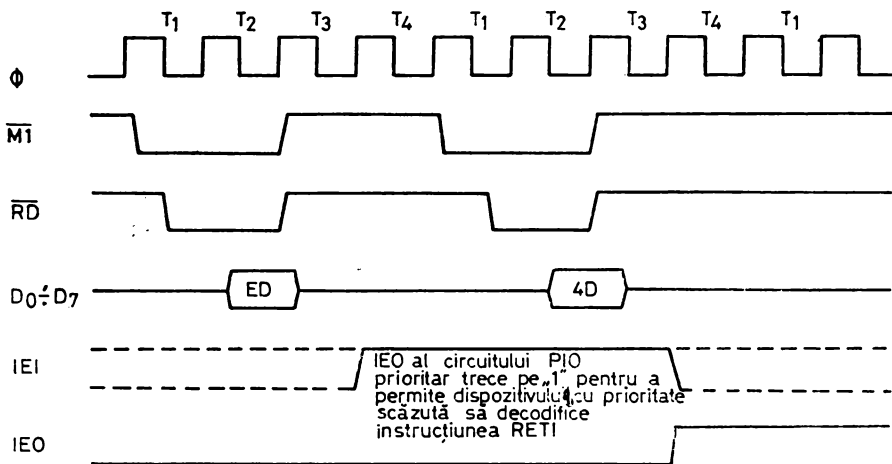 T1 T2 T3 T4 T1 T2 T3 T4 T1
Φ
M1
RD
D0÷D7 ED 4D
IEI
IEO al circuitului PIO
prioritar trece pe „1” pentru a
permite cu prioritate
scăzută să decodifice
instrucțiunea RETI
IEO